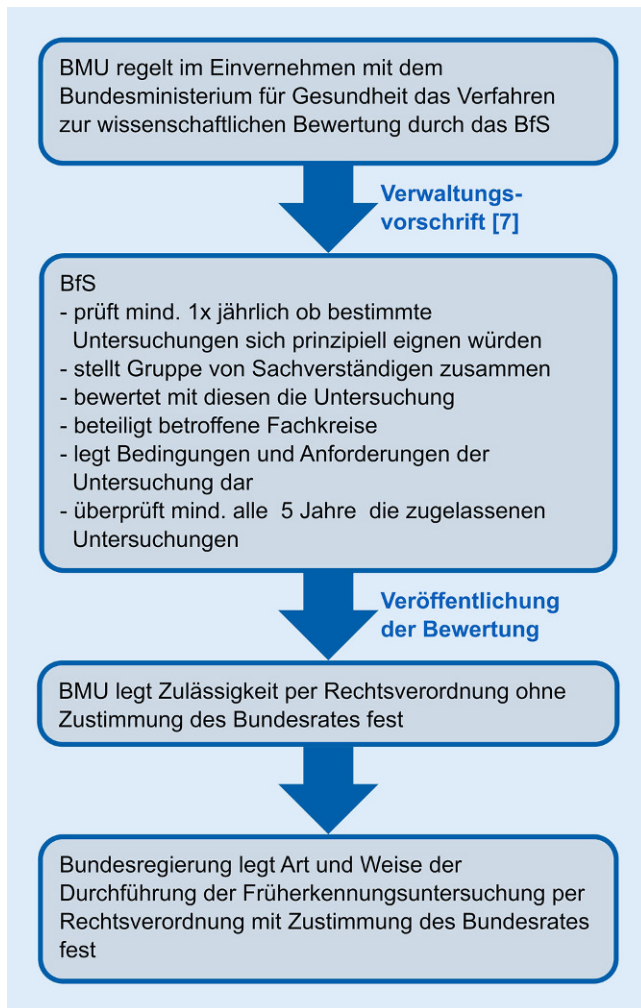 BMU regelt im Einvernehmen mit dem
Bundesministerium für Gesundheit das Verfahren
zur wissenschaftlichen Bewertung durch das BfS
Verwaltungs-
vorschrift [7]
BfS
- prüft mind. 1x jährlich ob bestimmte
Untersuchungen sich prinzipiell eignen würden
- stellt Gruppe von Sachverständigen zusammen
- bewertet mit diesen die Untersuchung
- beteiligt betroffene Fachkreise
- legt Bedingungen und Anforderungen der
Untersuchung dar
- überprüft mind. alle 5 Jahre die zugelassenen
Untersuchungen
Veröffentlichung
der Bewertung
BMU legt Zulässigkeit per Rechtsverordnung ohne
Zustimmung des Bundesrates fest
Bundesregierung legt Art und Weise der
Durchführung der Früherkennungsuntersuchung per
Rechtsverordnung mit Zustimmung des Bundesrates
fest